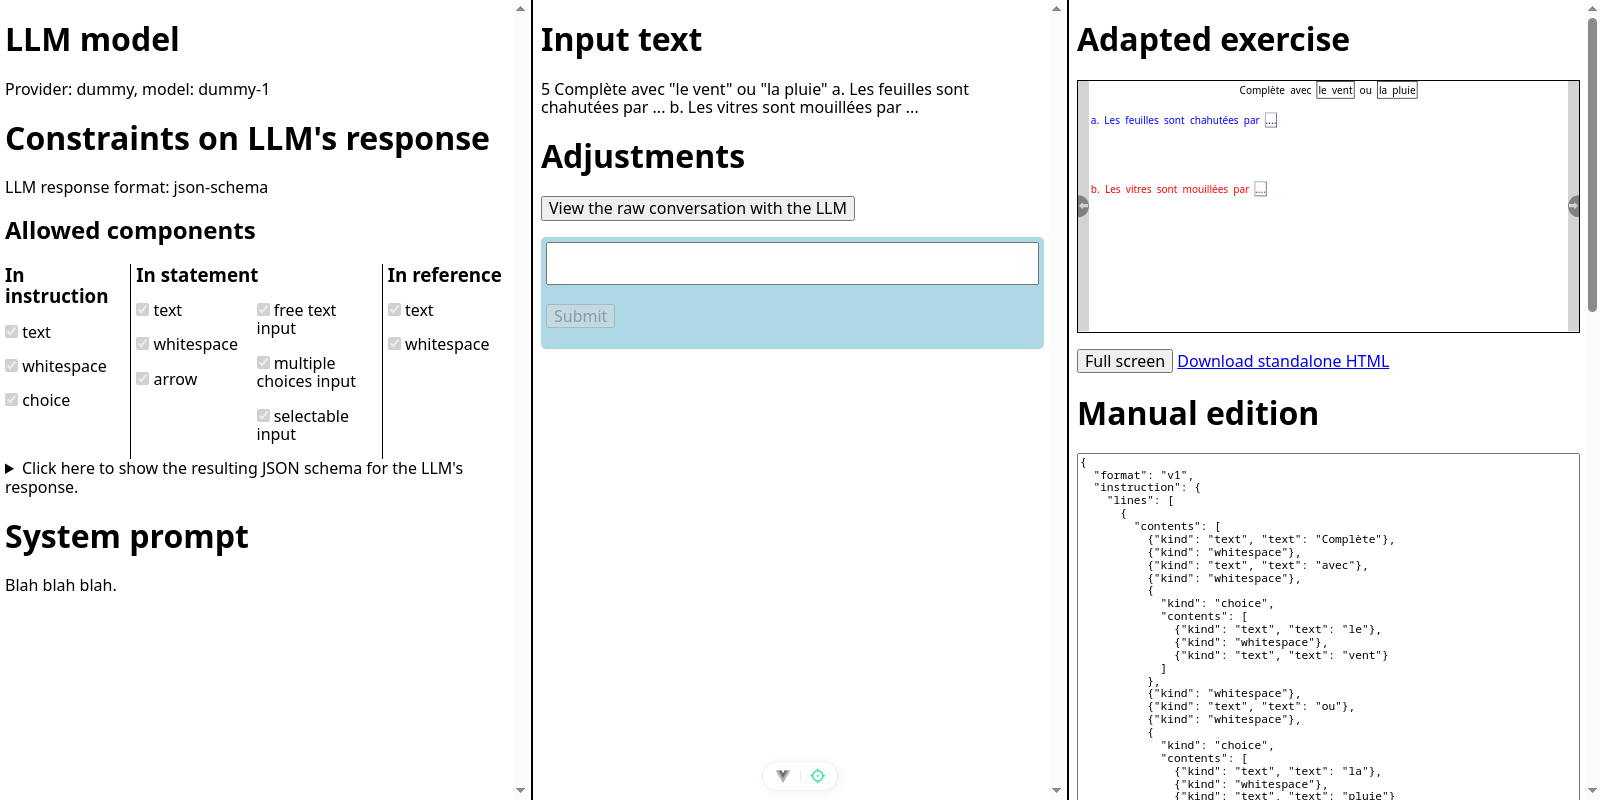 LLM model
Provider: dummy, model: dummy-1
Constraints on LLM's response
LLM response format: json-schema
Allowed components
In
instruction
text
whitespace
choice
In statement
text
whitespace
arrow
free text
input
multiple
choices input
selectable
input
In reference
text
whitespace
Click here to show the resulting JSON schema for the LLM's
response.
System prompt
Blah blah blah.
Input text
5 Complète avec "le vent" ou "la pluie" a. Les feuilles sont
chahutées par ... b. Les vitres sont mouillées par ...
Adjustments
View the raw conversation with the LLM
Submit
Adapted exercise
Complète avec le vent ou la pluie
a. Les feuilles sont chahutées par ....
b. Les vitres sont mouillées par ....
Full screen Download standalone HTML
Manual edition
{
  "format": "v1",
  "instruction": {
    "lines": [
      {
        "contents": [
          {"kind": "text", "text": "Complète"},
          {"kind": "whitespace"},
          {"kind": "text", "text": "avec"},
          {"kind": "whitespace"},
          {
            "kind": "choice",
            "contents": [
              {"kind": "text", "text": "le"},
              {"kind": "whitespace"},
              {"kind": "text", "text": "vent"}
            ]
          },
          {"kind": "whitespace"},
          {"kind": "text", "text": "ou"},
          {"kind": "whitespace"},
          {
            "kind": "choice",
            "contents": [
              {"kind": "text", "text": "la"},
              {"kind": "whitespace"},
              {"kind": "text", "text": "pluie"}